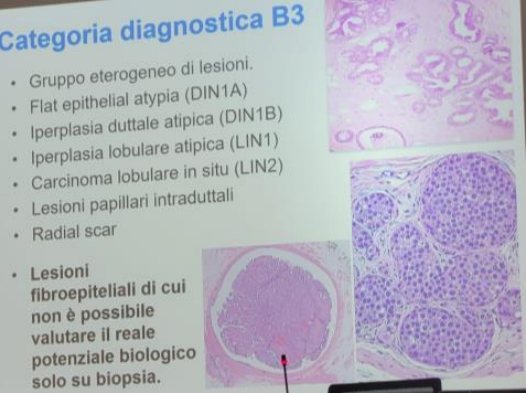 Categoria diagnostica B3
• Gruppo eterogeneo di lesioni.
• Flat epithelial atypia (DIN1A)
• Iperplasia duttale atipica (DIN1B)
• Iperplasia lobulare atipica (LIN1)
• Carcinoma lobulare in situ (LIN2)
• Lesioni papillari intraduttali
• Radial scar
• Lesioni
fibroepiteliali di cui
non è possibile
valutare il reale
potenziale biologico
solo su biopsia.